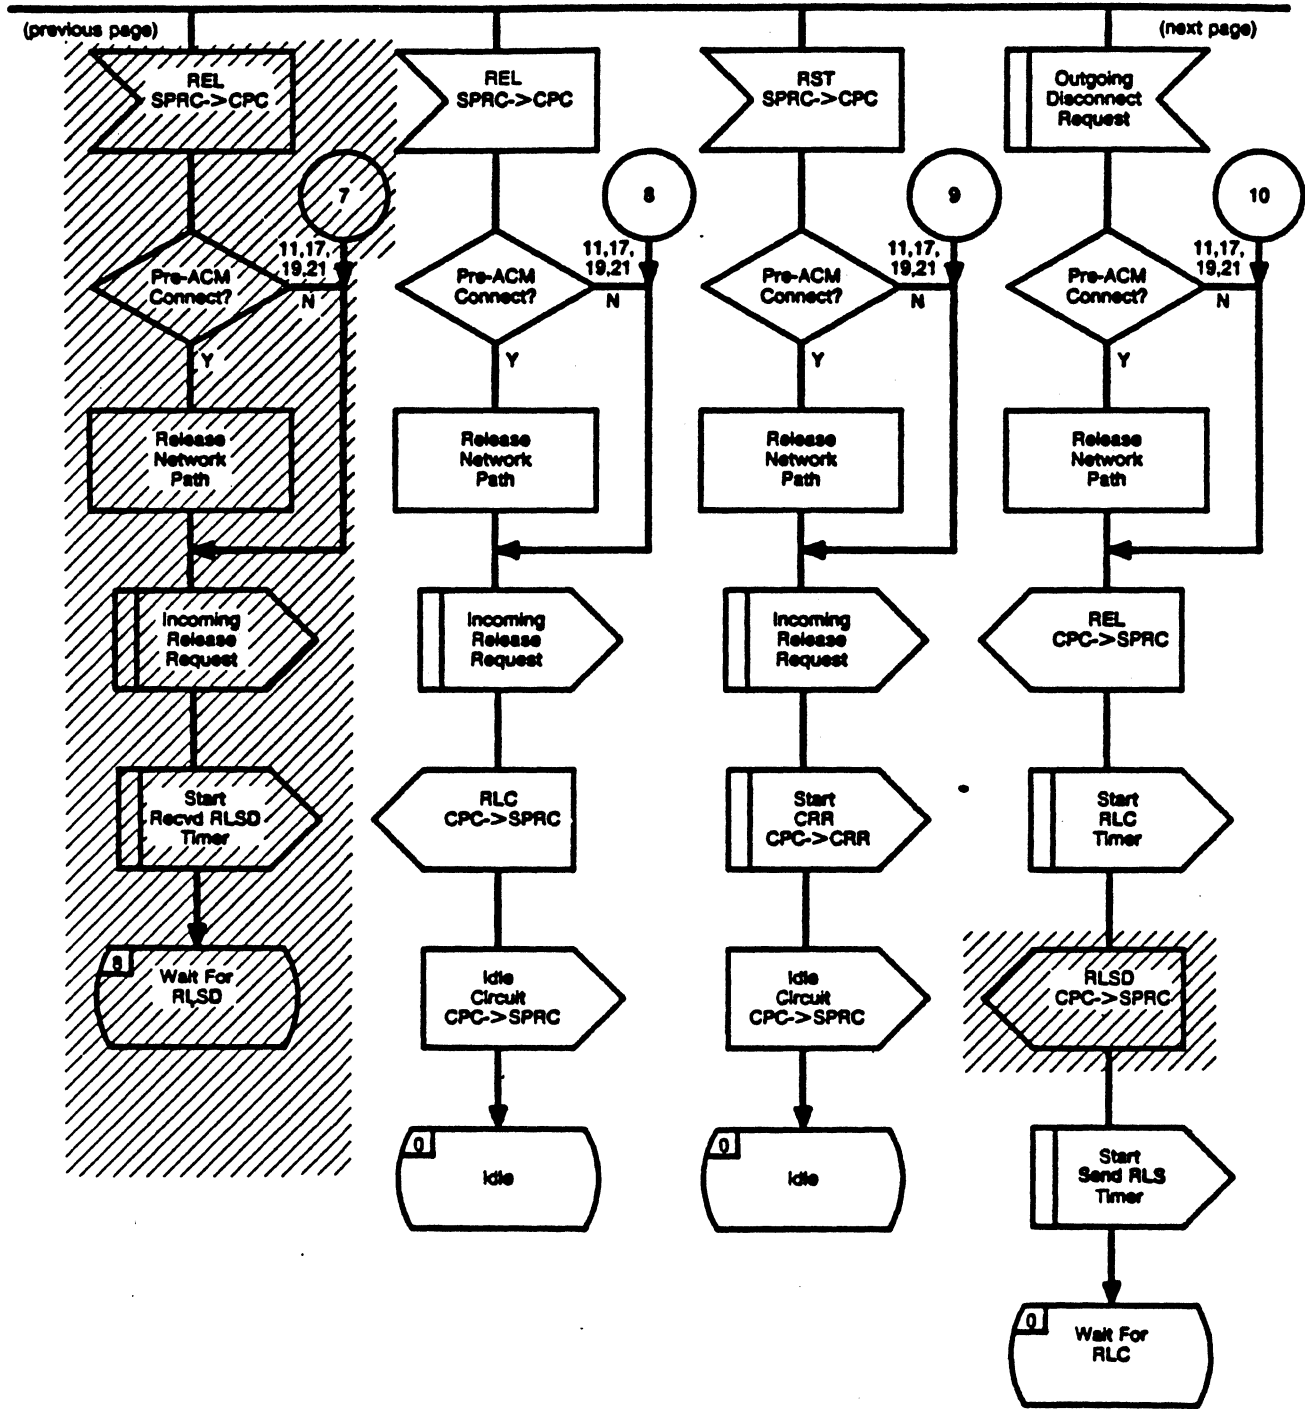 (previous page)
(next page)
REL
SPRC->CPC
REL
SPRC->CPC
RST
SPRC->CPC
Outgoing
Disconnect
Request
7
8
9
10
Pre-ACM
Connect?
11,17,
19,21
N
Y
Pre-ACM
Connect?
11,17,
19,21
N
Y
Pre-ACM
Connect?
11,17,
19,21
N
Y
Pre-ACM
Connect?
11,17,
19,21
N
Y
Release
Network
Path
Release
Network
Path
Release
Network
Path
Release
Network
Path
Incoming
Release
Request
Incoming
Release
Request
Incoming
Release
Request
REL
CPC->SPRC
Start
Recvd RLSD
Timer
RLC
CPC->SPRC
Start
CRR
CPC->CRR
Start
RLC
Timer
8
Wait For
RLSD
Idle
Circuit
CPC->SPRC
Idle
Circuit
CPC->SPRC
RLSD
CPC->SPRC
0
Idle
0
Idle
Start
Send RLS
Timer
0
Wait For
RLC